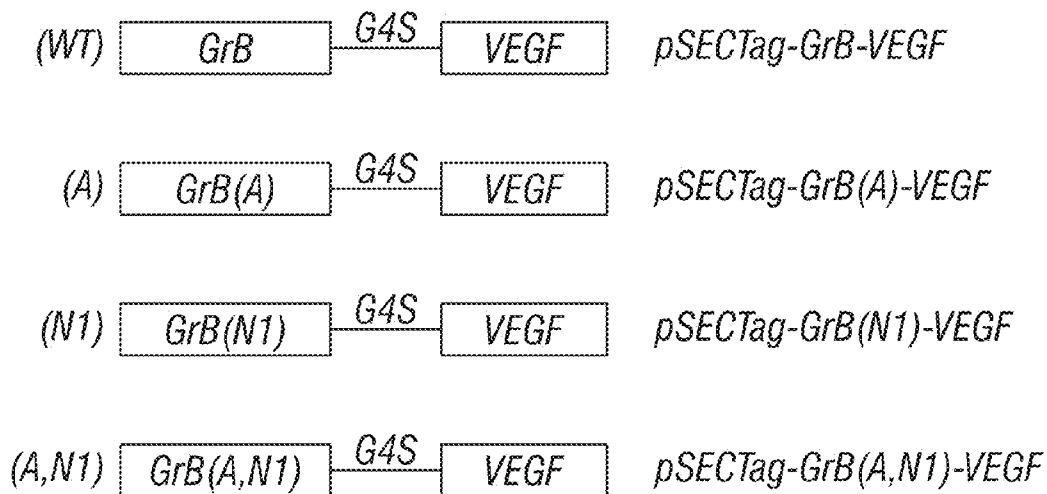 (WT) GrB G4S VEGF pSECTag-GrB-VEGF
(A) GrB(A) G4S VEGF pSECTag-GrB(A)-VEGF
(N1) GrB(N1) G4S VEGF pSECTag-GrB(N1)-VEGF
(A,N1) GrB(A,N1) G4S VEGF pSECTag-GrB(A,N1)-VEGF